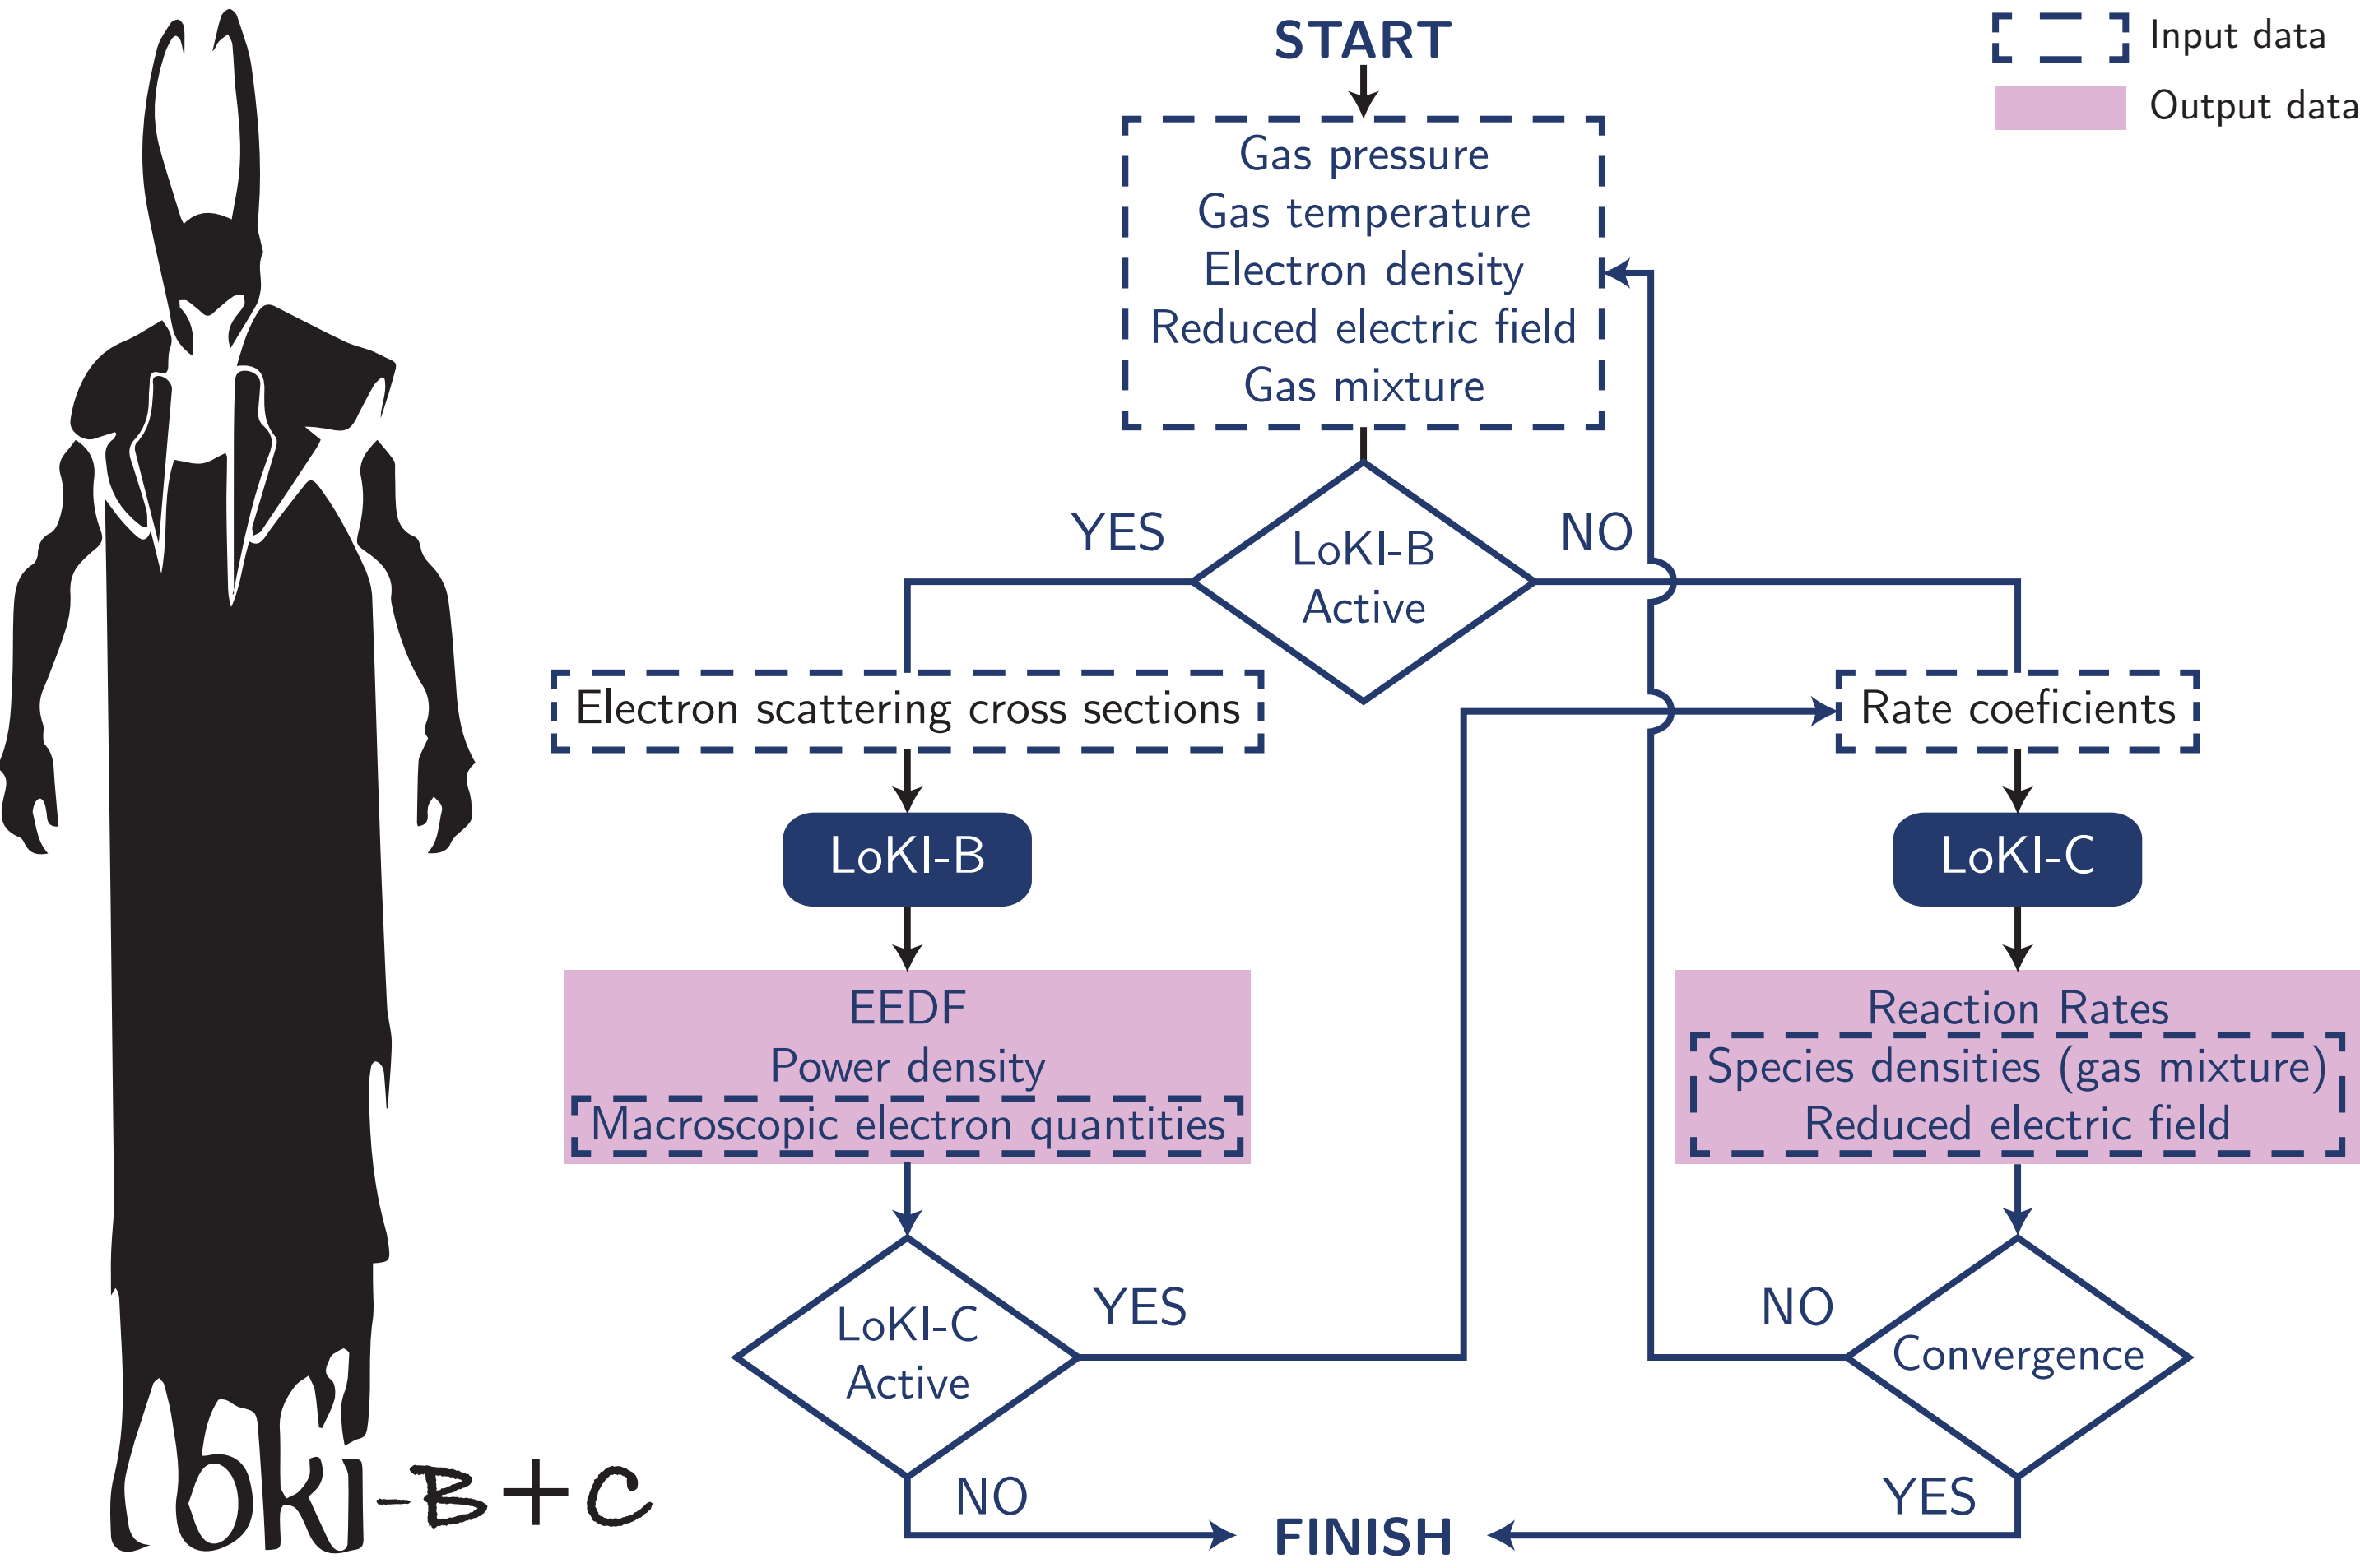 START
Input data
Output data
Gas pressure
Gas temperature
Electron density
Reduced electric field
Gas mixture
YES
LoKI-B
Active
NO
Electron scattering cross sections
Rate coeficients
LoKI-B
LoKI-C
EEDF
Power density
Macroscopic electron quantities
Reaction Rates
Species densities (gas mixture)
Reduced electric field
LoKI-C
Active
YES
NO
Convergence
NO
YES
FINISH
LoKI-B+C